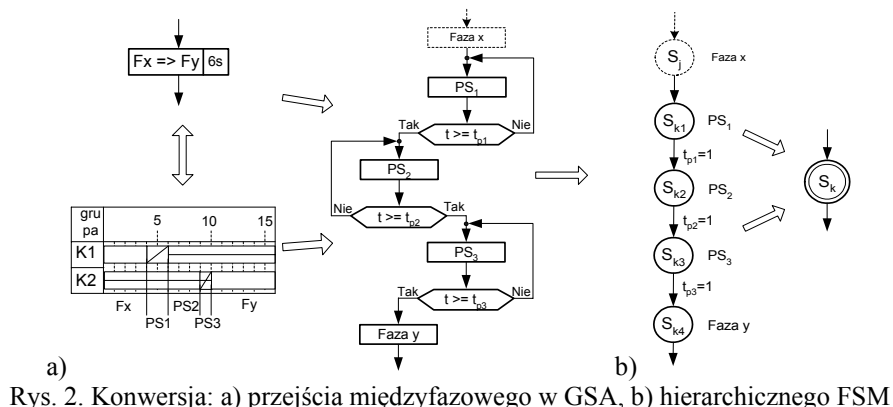 Fx => Fy 6s
gru
pa
5 10 15
K1
K2
Fx PS2 Fy
PS1 PS3
a)
Faza x
PS1
Tak Nie
t >= tp1
PS2
Nie Tak
t >= tp2
PS3
Tak Nie
t >= tp3
Faza y
Sj Faza x
Sk1 PS1
tp1=1
Sk2 PS2
tp2=1
Sk3 PS3
tp3=1
Sk4 Faza y
Sk
b)
Rys. 2. Konwersja: a) przejścia międzyfazowego w GSA, b) hierarchicznego FSM